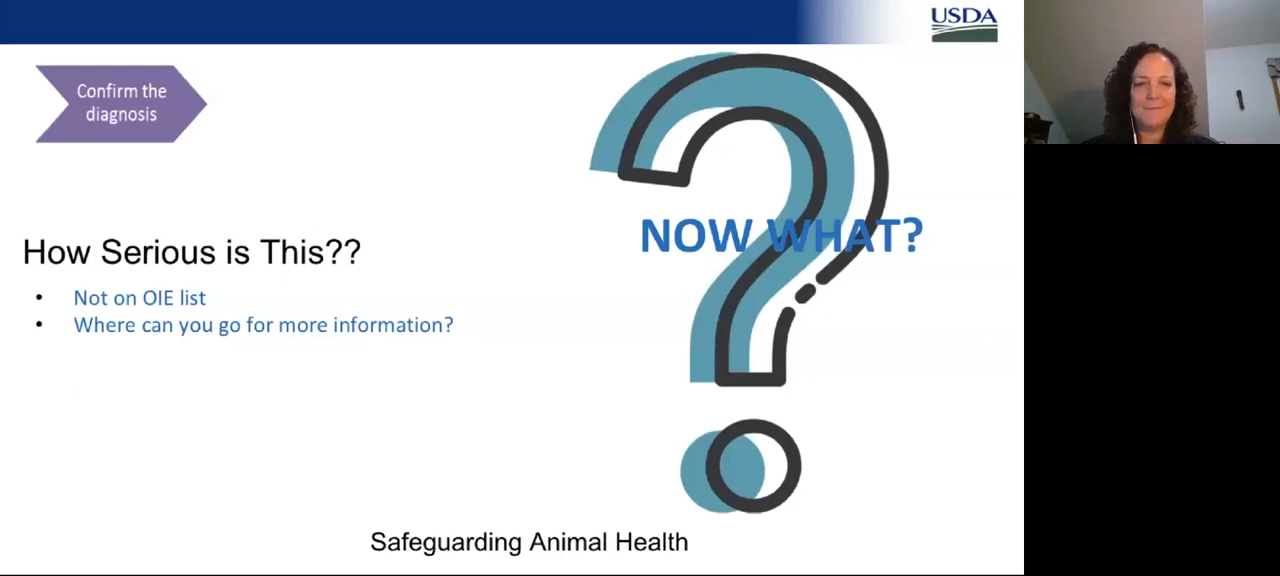 USDA
Confirm the
diagnosis
NOW WHAT?
How Serious is This??
• Not on OIE list
• Where can you go for more information?
Safeguarding Animal Health